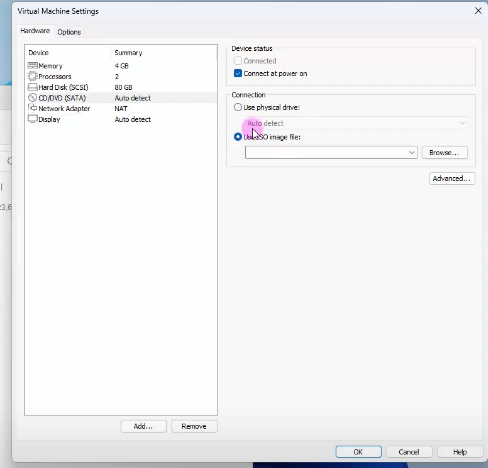 Virtual Machine Settings
Hardware Options
Device Summary
Memory 4 GB
Processors 2
Hard Disk (SCSI) 80 GB
CD/DVD (SATA) Auto detect
Network Adapter NAT
Display Auto detect
Add... Remove
Device status
Connected
Connect at power on
Connection
Use physical drive:
Auto detect
Use ISO image file:
Browse...
Advanced...
OK Cancel Help